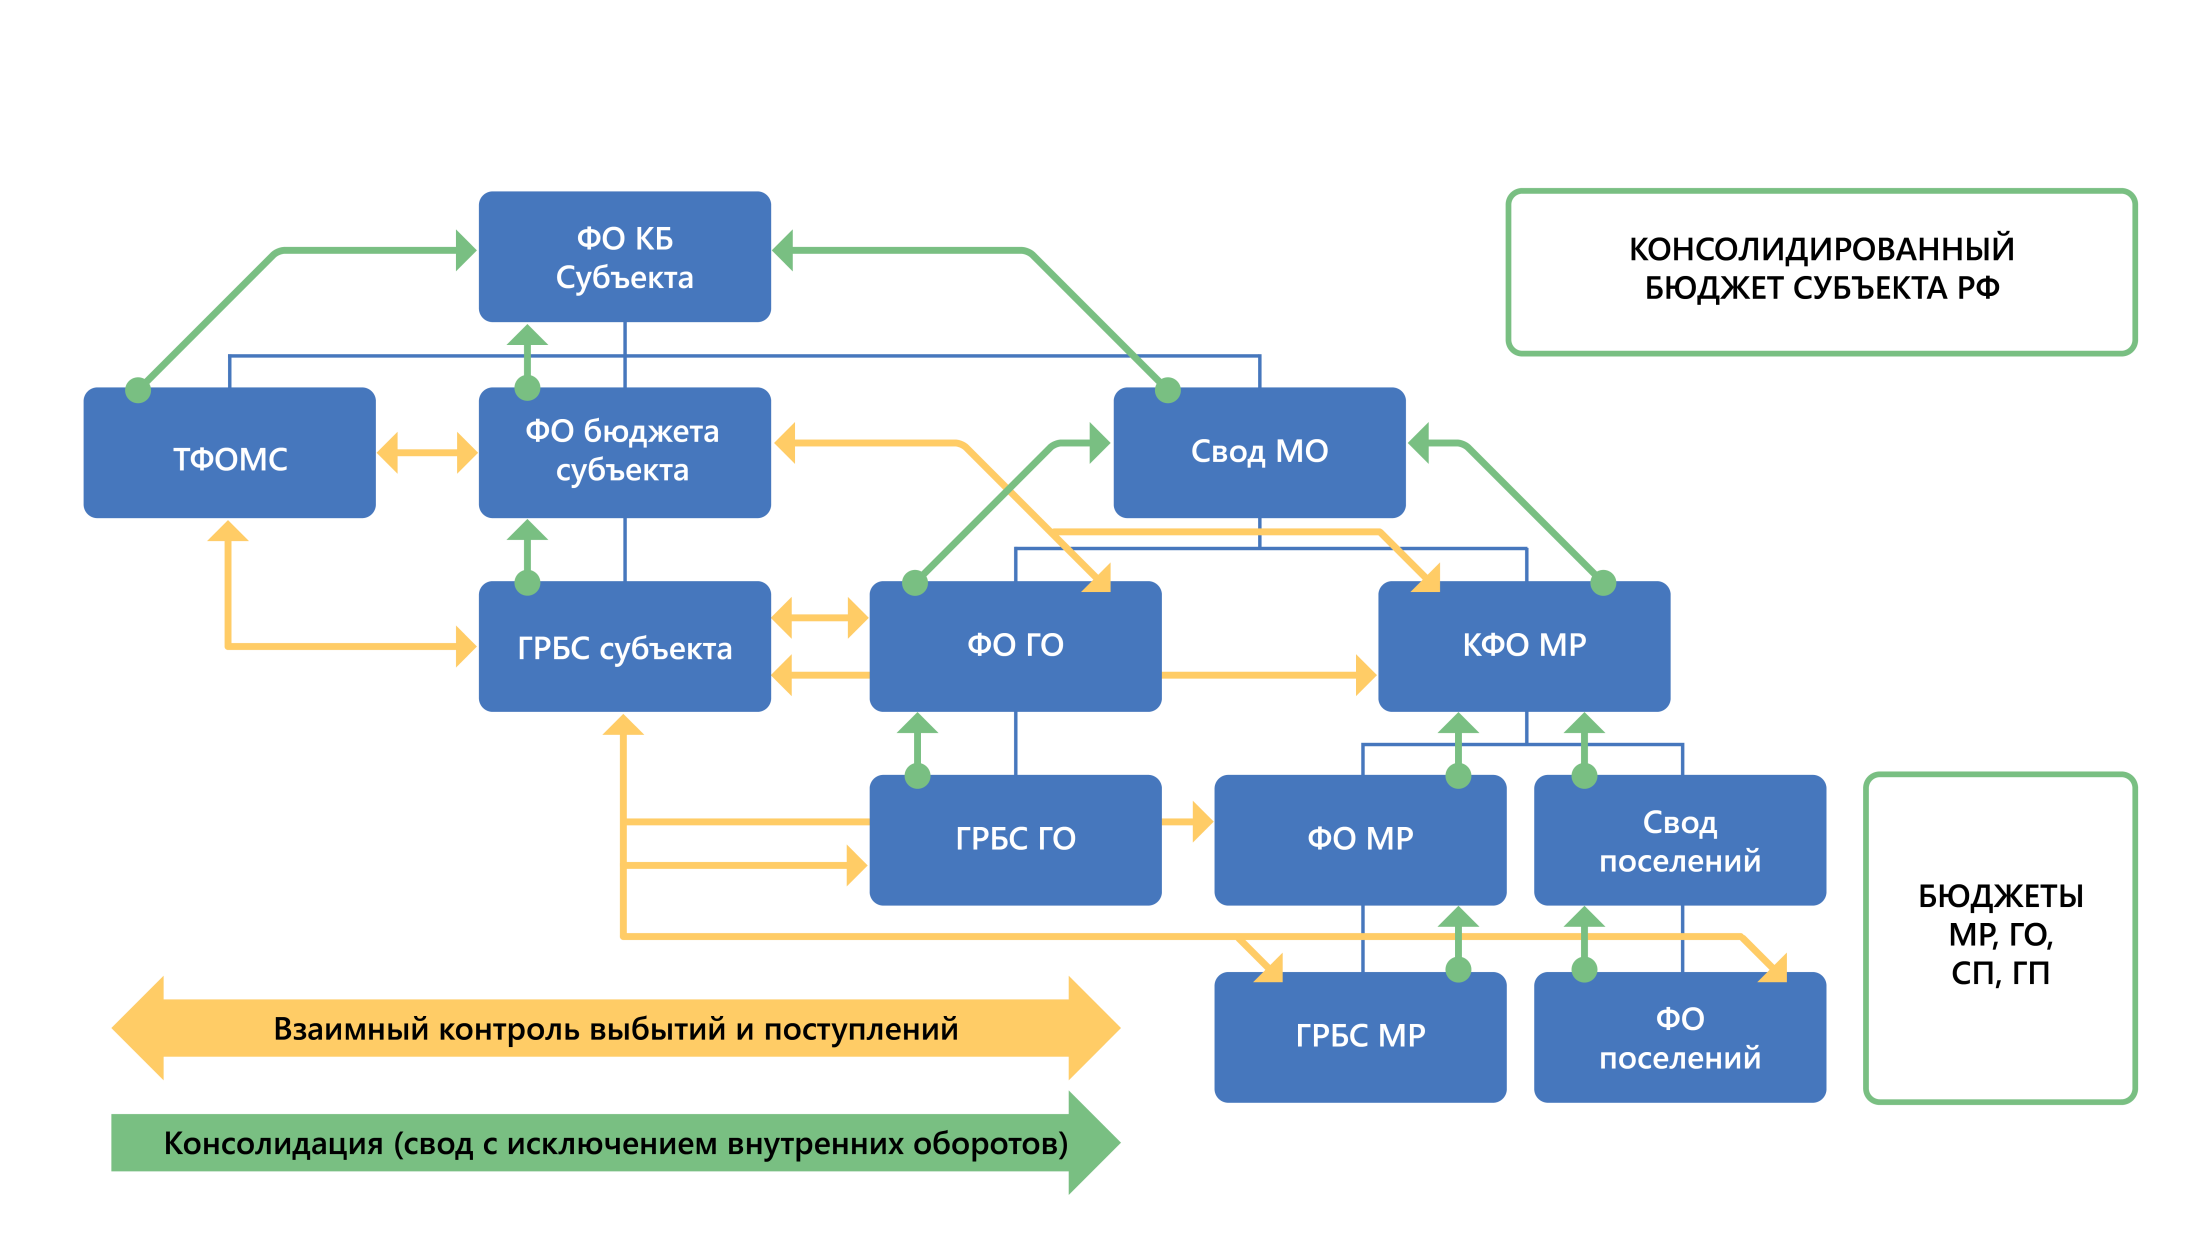 ФО КБ
Субъекта
КОНСОЛИДИРОВАННЫЙ
БЮДЖЕТ СУБЪЕКТА РФ
ТФОМС
ФО бюджета
субъекта
Свод МО
ГРБС субъекта
ФО ГО
КФО МР
ГРБС ГО
ФО МР
Свод
поселений
БЮДЖЕТЫ
МР, ГО,
СП, ГП
ГРБС МР
ФО
поселений
Взаимный контроль выбытий и поступлений
Консолидация (свод с исключением внутренних оборотов)